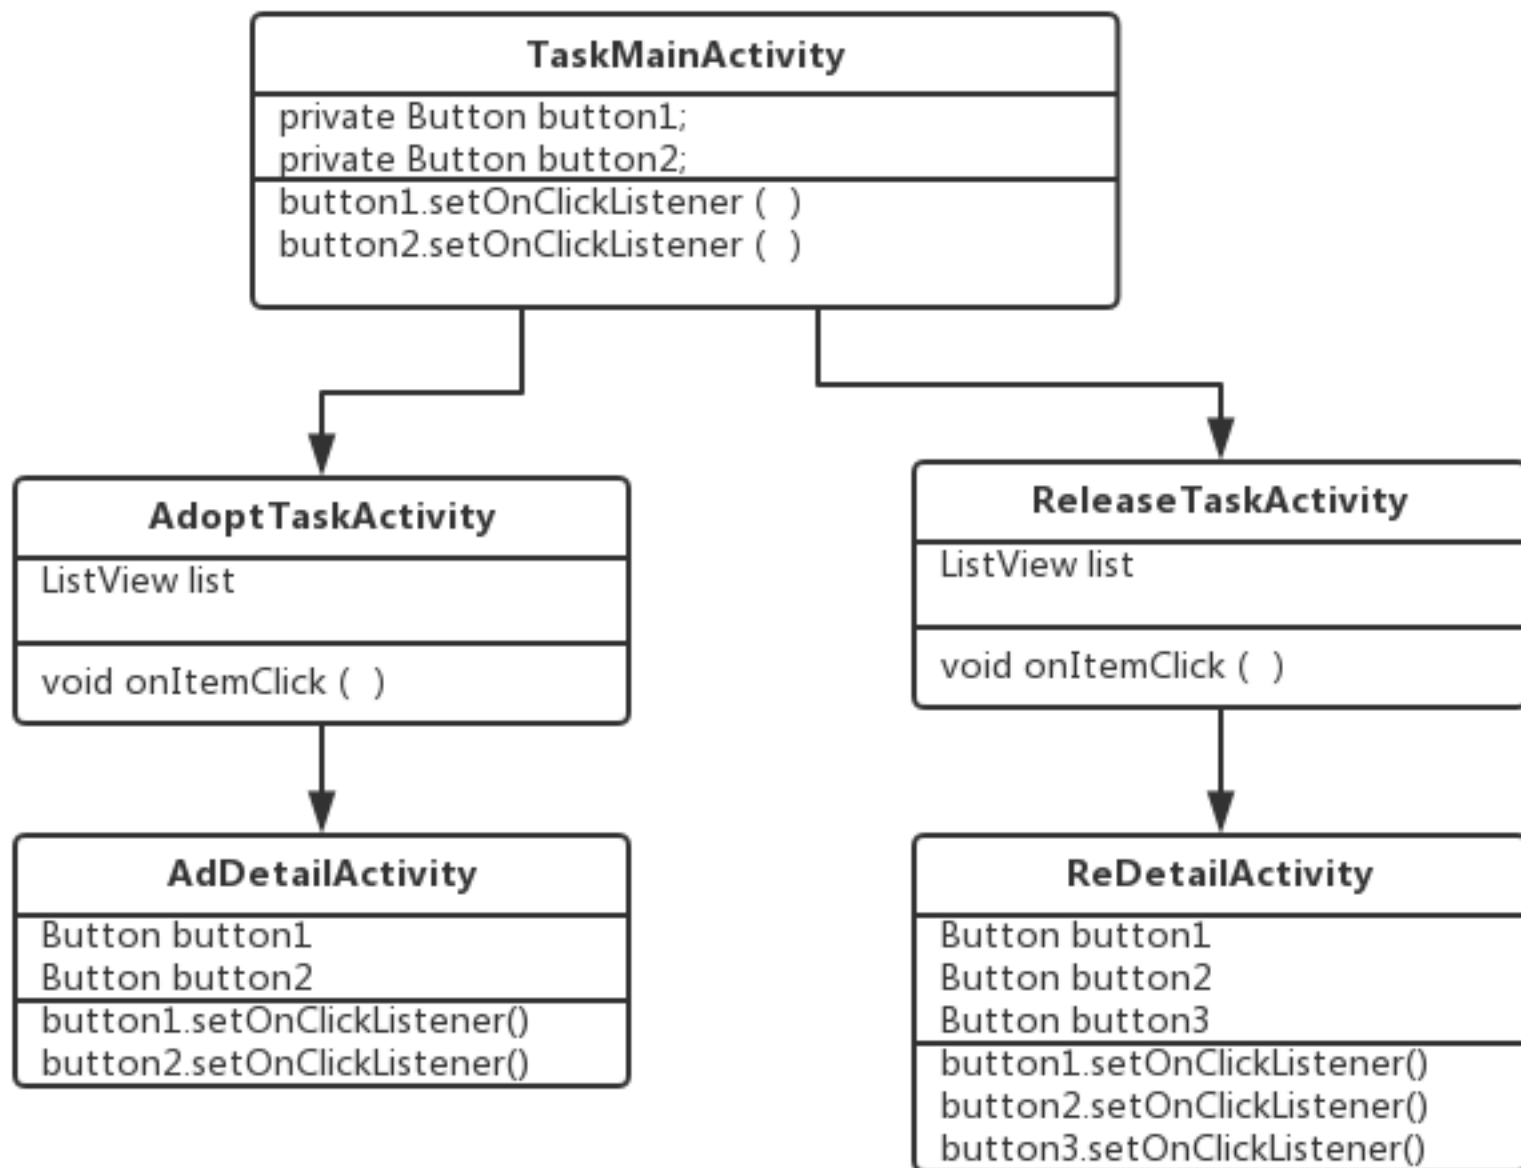 TaskMainActivity
private Button button1;
private Button button2;
button1.setOnClickListener (  )
button2.setOnClickListener (  )
AdoptTaskActivity
ListView list
void onItemClick (  )
ReleaseTaskActivity
ListView list
void onItemClick (  )
AdDetailActivity
Button button1
Button button2
button1.setOnClickListener()
button2.setOnClickListener()
ReDetailActivity
Button button1
Button button2
Button button3
button1.setOnClickListener()
button2.setOnClickListener()
button3.setOnClickListener()